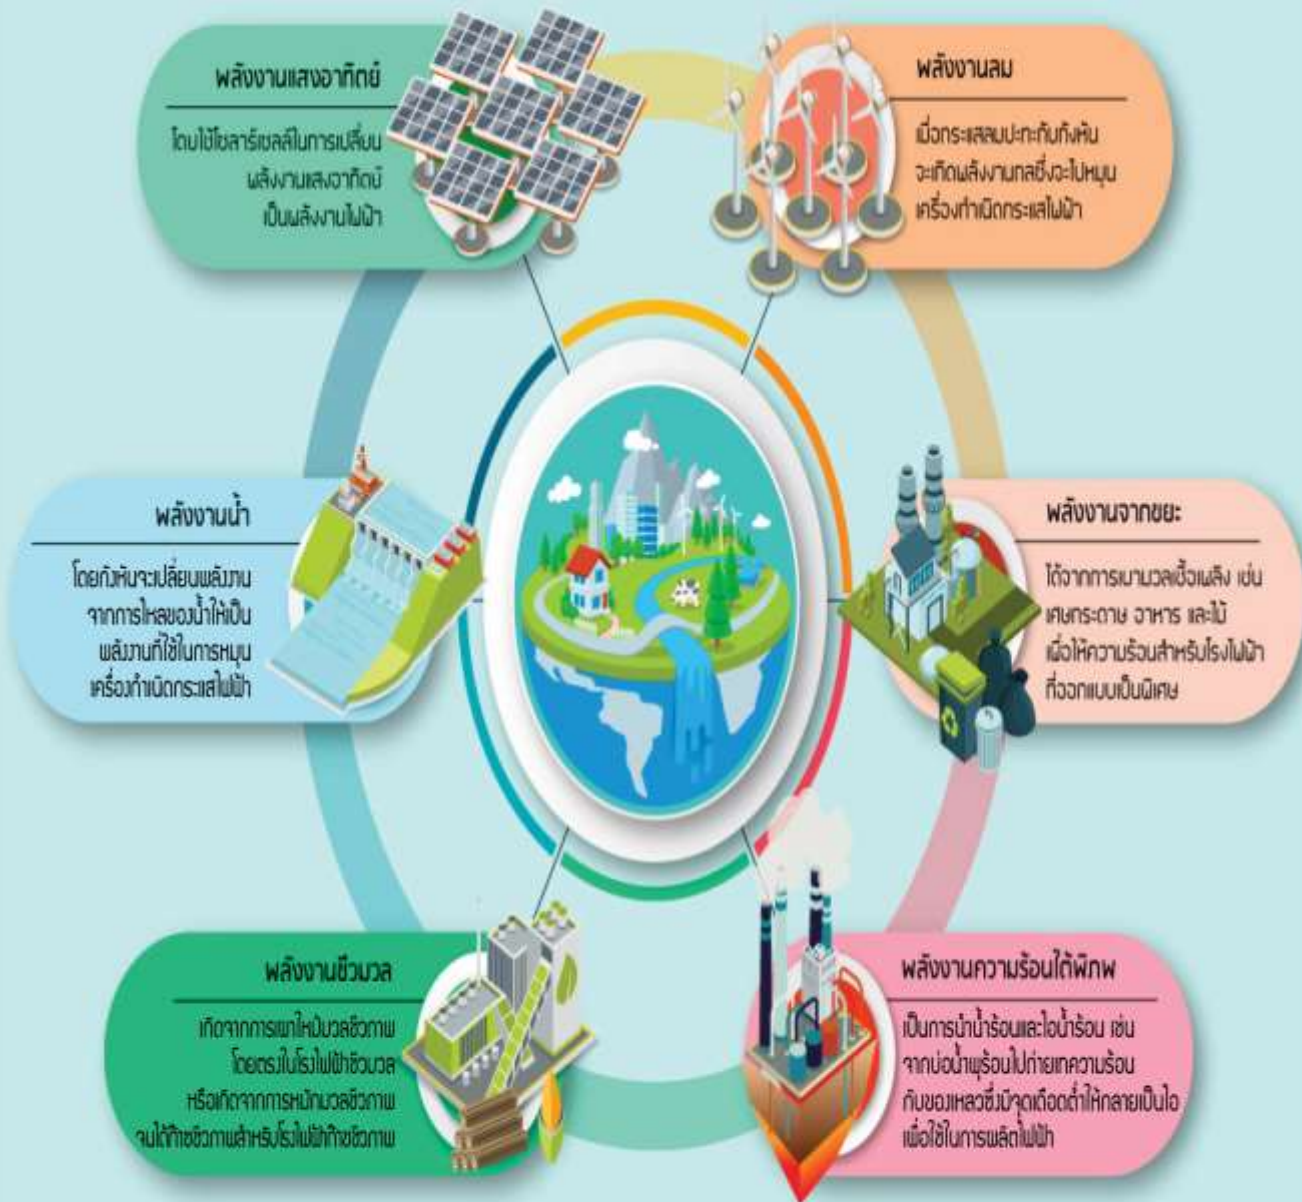 พลังงานแสงอาทิตย์
โดยใช้โซลาร์เซลล์ในการเปลี่ยน
พลังงานแสงอาทิตย์
เป็นพลังงานไฟฟ้า
พลังงานลม
เมื่อกระแสลมปะทะกับกังหัน
จะเกิดพลังงานกลซึ่งจะไปหมุน
เครื่องกำเนิดกระแสไฟฟ้า
พลังงานน้ำ
โดยกังหันจะเปลี่ยนพลังงาน
จากการไหลของน้ำให้เป็น
พลังงานที่ใช้ในการหมุน
เครื่องกำเนิดกระแสไฟฟ้า
พลังงานจากขยะ
ได้จากการเผามวลเชื้อเพลิง เช่น
เศษกระดาษ อาหาร และไม้
เพื่อให้ความร้อนสำหรับโรงไฟฟ้า
ที่ออกแบบเป็นพิเศษ
พลังงานชีวมวล
เกิดจากการเผาไหม้มวลชีวภาพ
โดยตรงในโรงไฟฟ้าชีวมวล
หรือเกิดจากการหมักมวลชีวภาพ
จนได้ก๊าซชีวภาพสำหรับโรงไฟฟ้าก๊าซชีวภาพ
พลังงานความร้อนใต้พิภพ
เป็นการนำน้ำร้อนและไอน้ำร้อน เช่น
จากบ่อน้ำพุร้อนไปถ่ายเทความร้อน
กับของเหลวซึ่งมีจุดเดือดต่ำให้กลายเป็นไอ
เพื่อใช้ในการผลิตไฟฟ้า